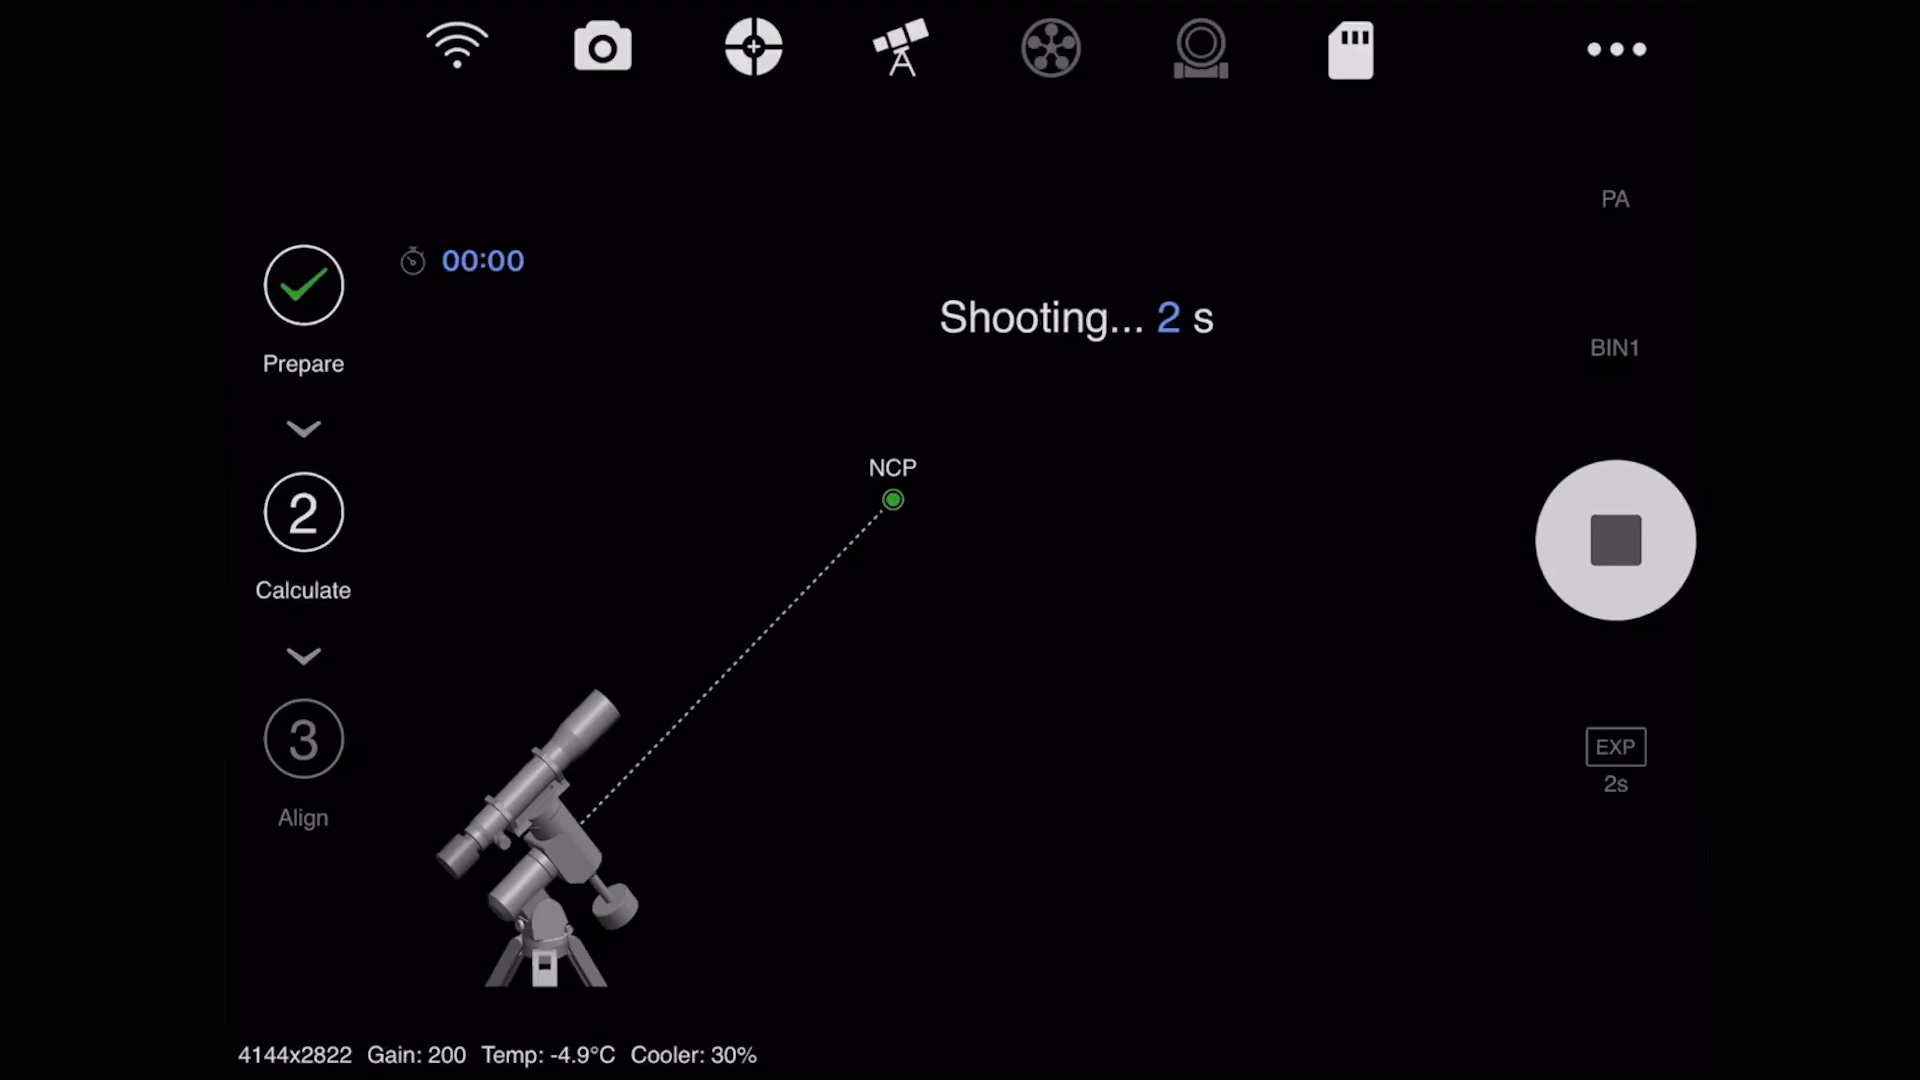 PA
00:00
Shooting... 2 s
BIN1
Prepare
NCP
2
Calculate
3
Align
EXP
2s
4144x2822 Gain: 200 Temp: -4.9°C Cooler: 30%